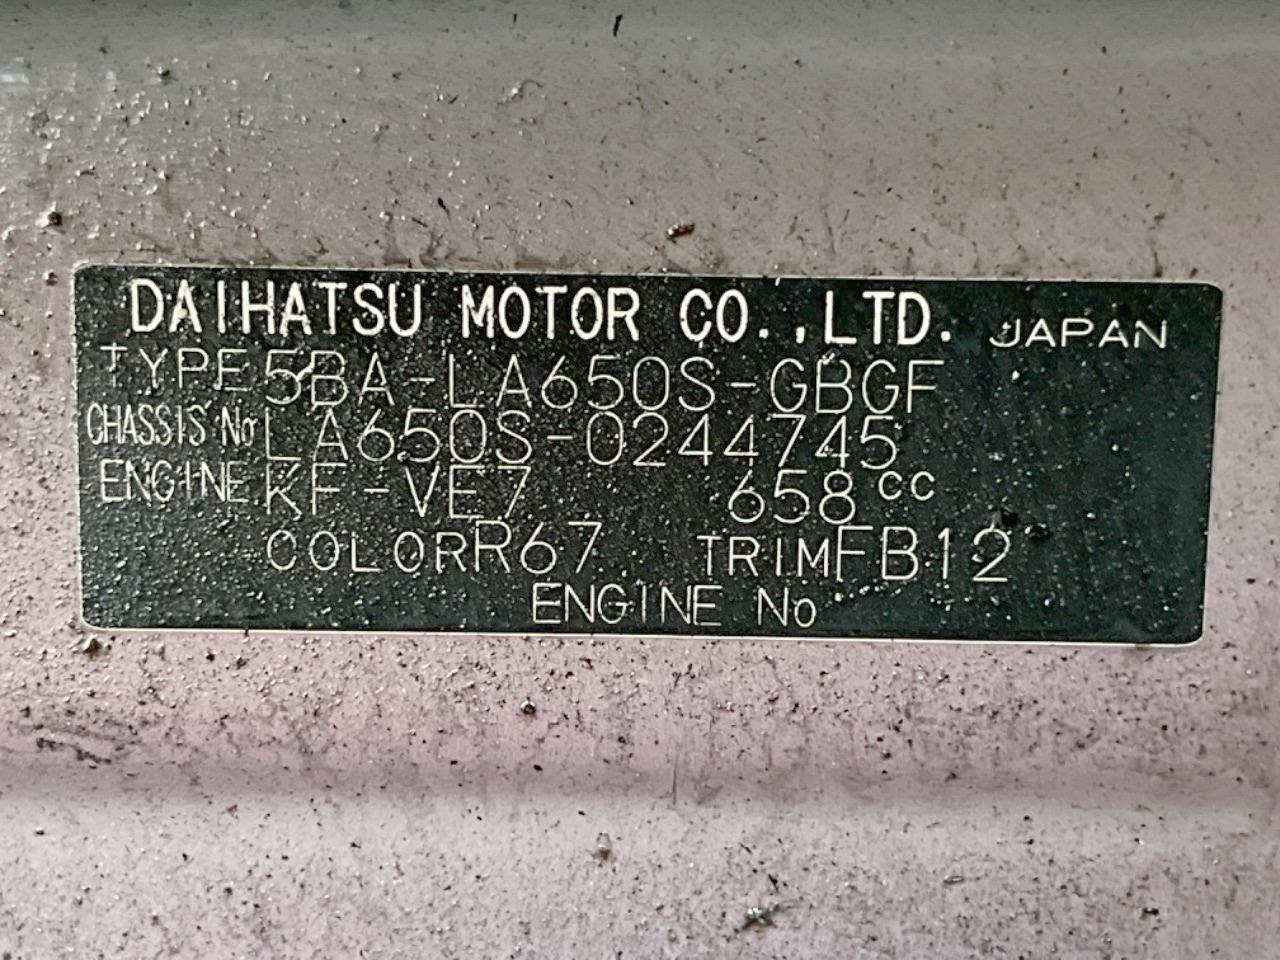 DAIHATSU MOTOR CO.,LTD. JAPAN
TYPE 5BA-LA650S-GBGF
CHASSIS No LA650S-0244745
ENGINE KF-VE7 658 CC
COLOR R67 TRIM FB12
ENGINE No